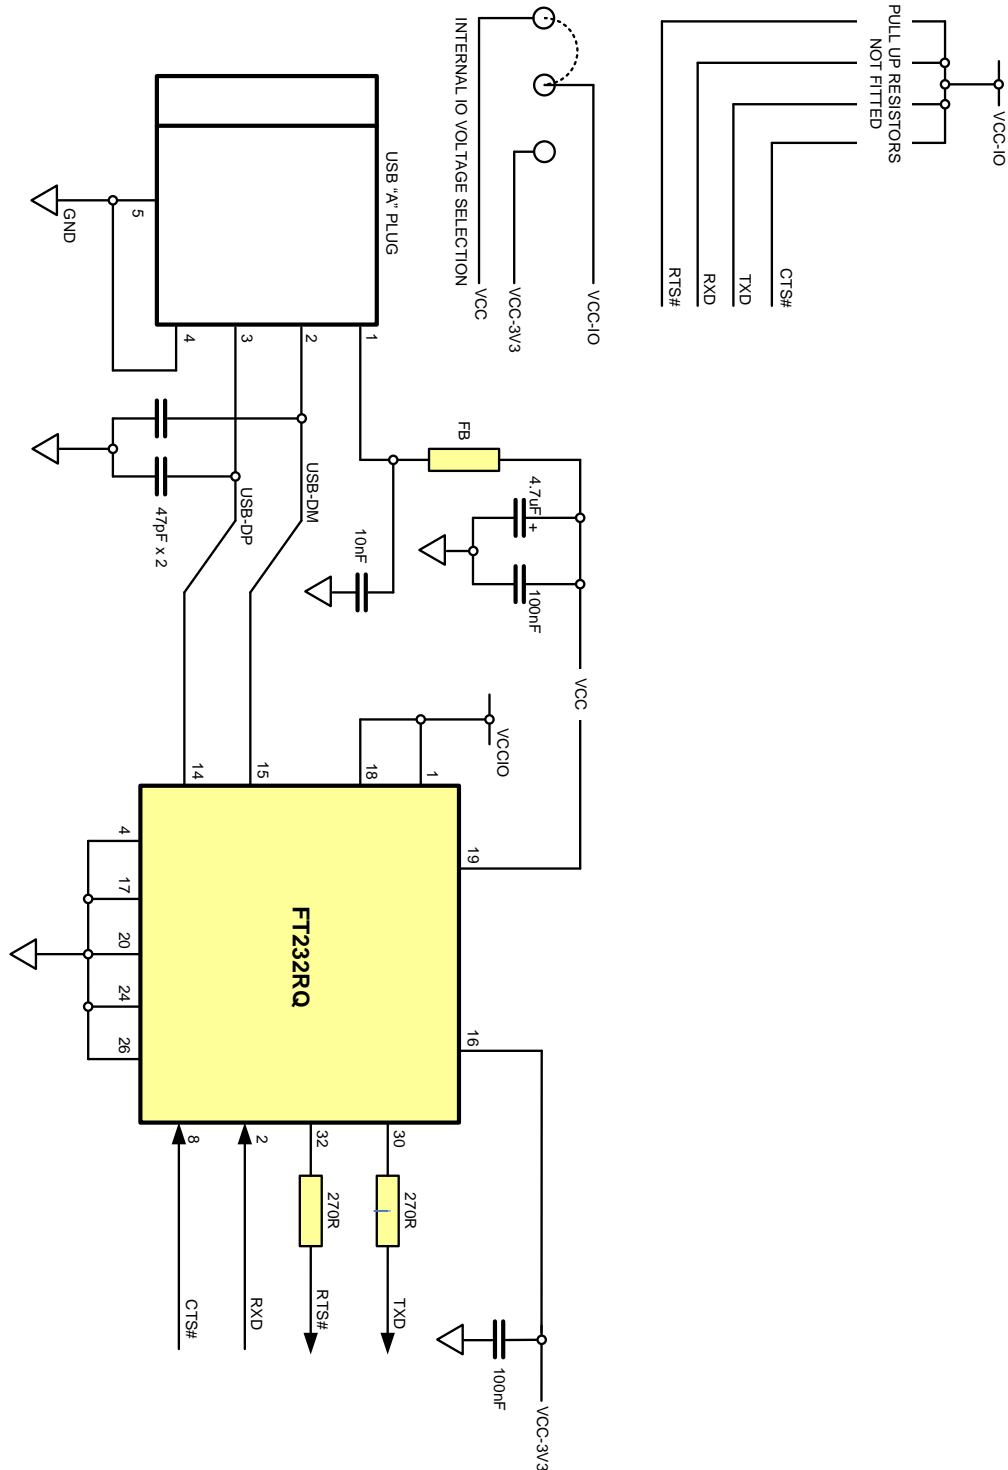 VCC-IO
PULL UP RESISTORS
NOT FITTED
CTS#
TXD
RXD
RTS#
INTERNAL IO VOLTAGE SELECTION
VCC-IO
VCC-3V3
VCC
USB "A" PLUG
5
GND
1
2
3
4
FB
4.7uF +
100nF
10nF
USB-DM
USB-DP
47pF x 2
VCC
VCCIO
1
18
15
14
19
16
4
17
20
24
26
FT232RQ
30
32
2
8
270R
270R
TXD
RTS#
RXD
CTS#
100nF
VCC-3V3